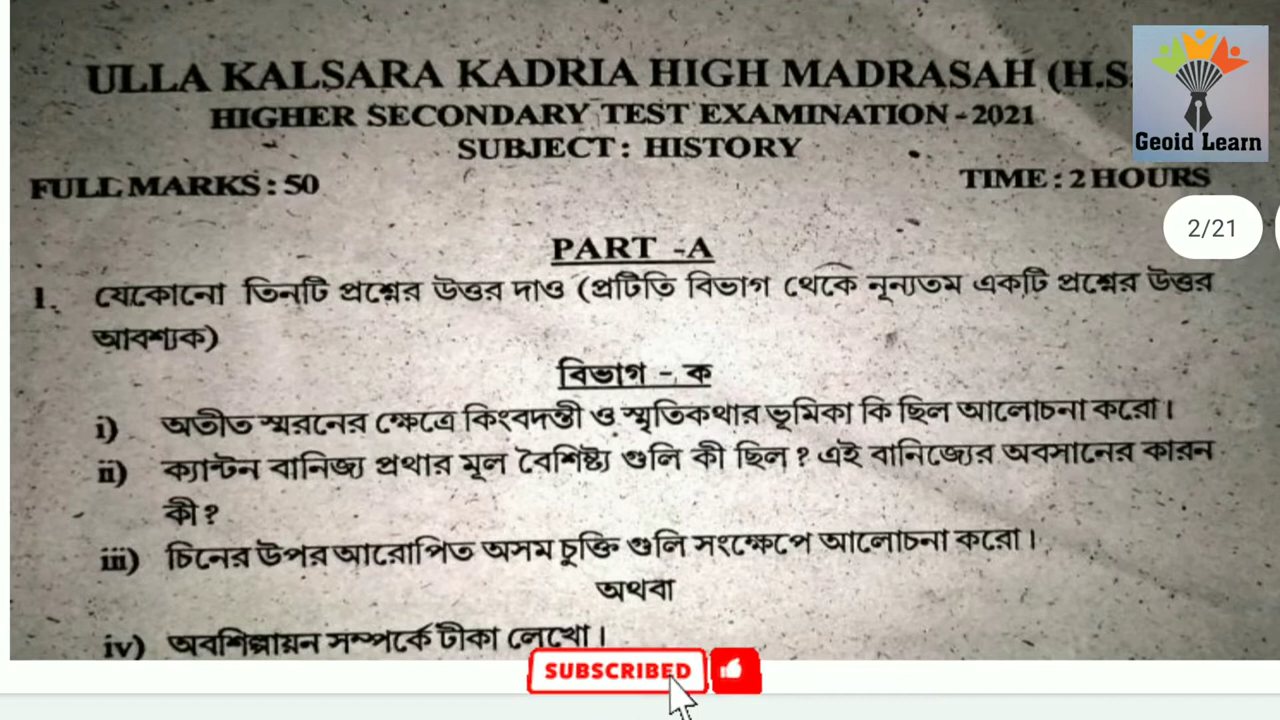 ULLA KALSARA KADRIA HIGH MADRASAH (H.S.
HIGHER SECONDARY TEST EXAMINATION - 2021
SUBJECT : HISTORY
Geoid Learn
FULL MARKS : 50 TIME : 2 HOURS
2/21
PART -A
1. যেকোনো তিনটি প্রশ্নের উত্তর দাও (প্রটিতি বিভাগ থেকে নূন্যতম একটি প্রশ্নের উত্তর
আবশ্যক)
বিভাগ - ক
i) অতীত স্মরনের ক্ষেত্রে কিংবদন্তী ও স্মৃতিকথার ভূমিকা কি ছিল আলোচনা করো।
ii) ক্যান্টন বানিজ্য প্রথার মূল বৈশিষ্ট্য গুলি কী ছিল ? এই বানিজ্যের অবসানের কারন
কী ?
iii) চিনের উপর আরোপিত অসম চুক্তি গুলি সংক্ষেপে আলোচনা করো।
অথবা
iv) অবশিল্পায়ন সম্পর্কে টীকা লেখো।
SUBSCRIBED